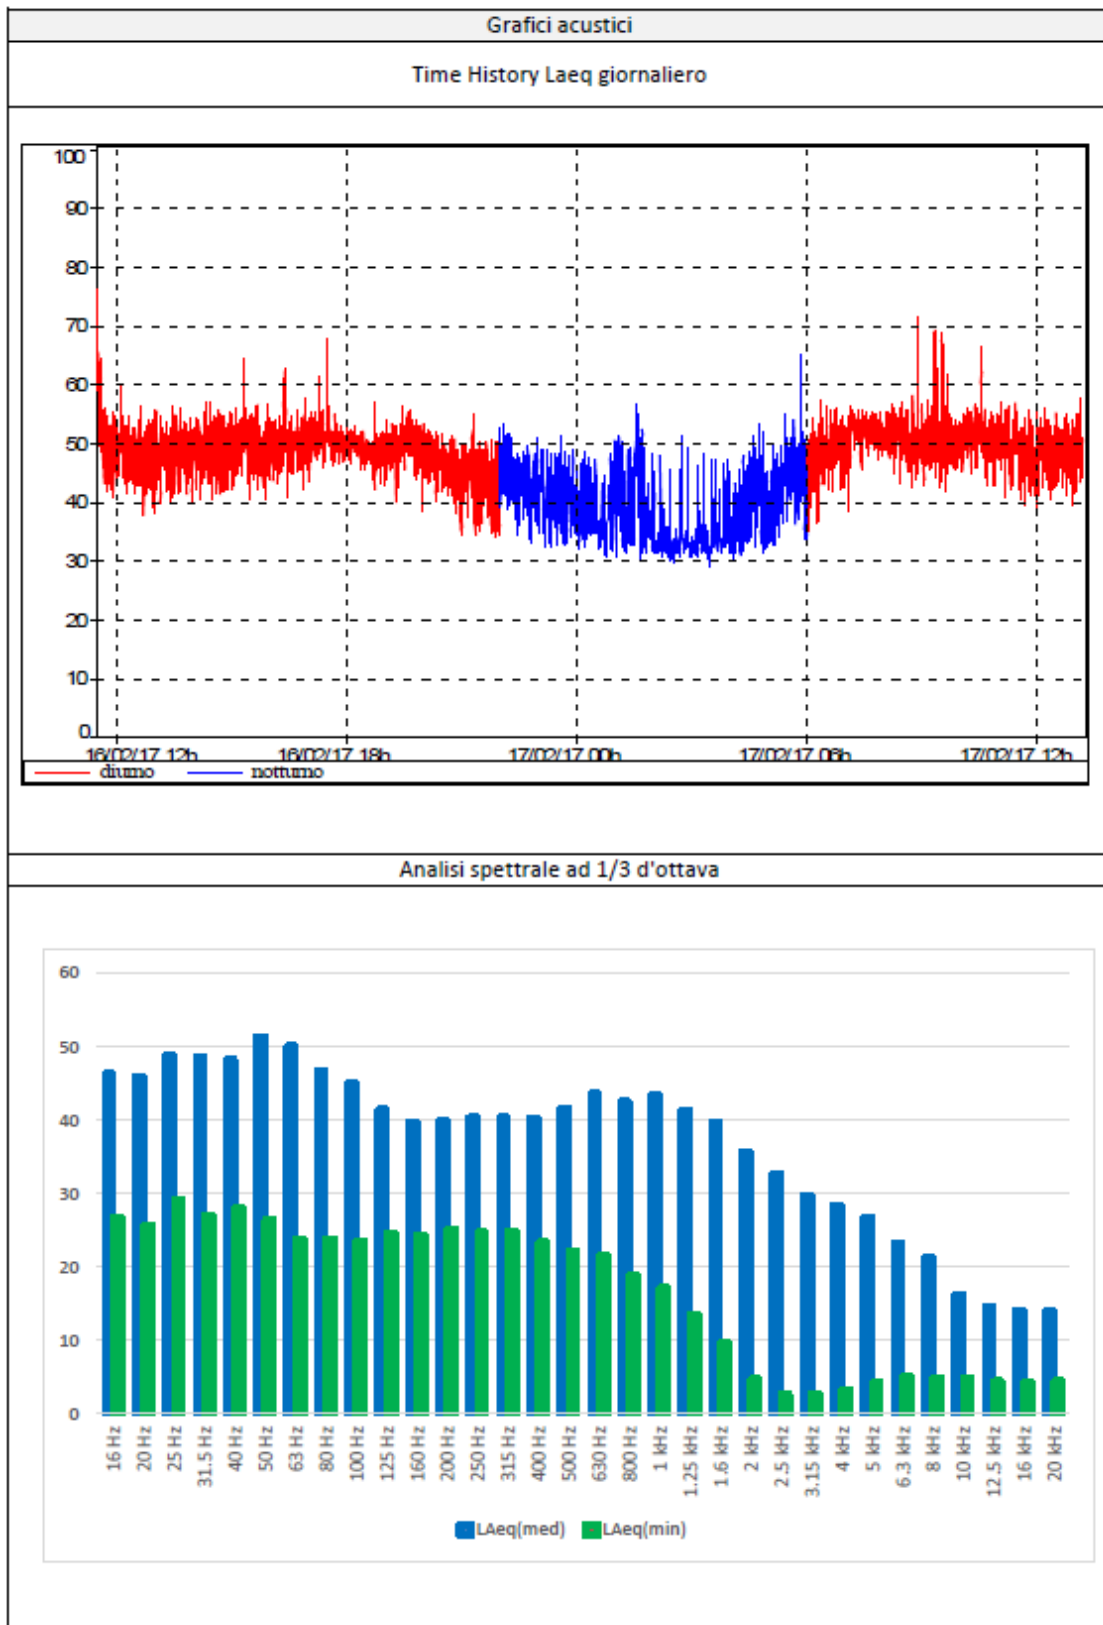 Grafici acustici
Time History Laeq giornaliero
100
90
80
70
60
50
40
30
20
10
0
16/02/17 12h 16/02/17 18h 17/02/17 00h 17/02/17 06h 17/02/17 12h
diurno notturno
Analisi spettrale ad 1/3 d'ottava
60
50
40
30
20
10
0
16 Hz 20 Hz 25 Hz 31.5 Hz 40 Hz 50 Hz 63 Hz 80 Hz 100 Hz 125 Hz 160 Hz 200 Hz 250 Hz 315 Hz 400 Hz 500 Hz 630 Hz 800 Hz 1 kHz 1.25 kHz 1.6 kHz 2 kHz 2.5 kHz 3.15 kHz 4 kHz 5 kHz 6.3 kHz 8 kHz 10 kHz 12.5 kHz 16 kHz 20 kHz
LAeq(med) LAeq(min)